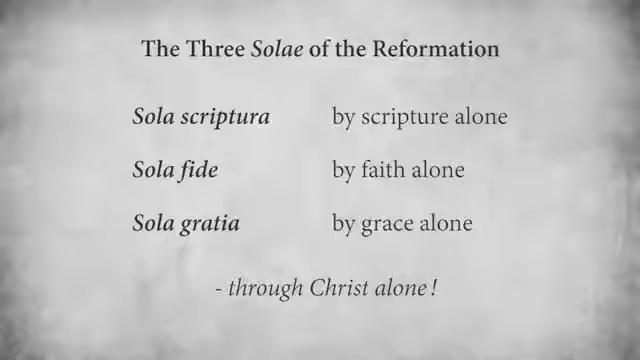 The Three Solae of the Reformation
Sola scriptura by scripture alone
Sola fide by faith alone
Sola gratia by grace alone
- through Christ alone!